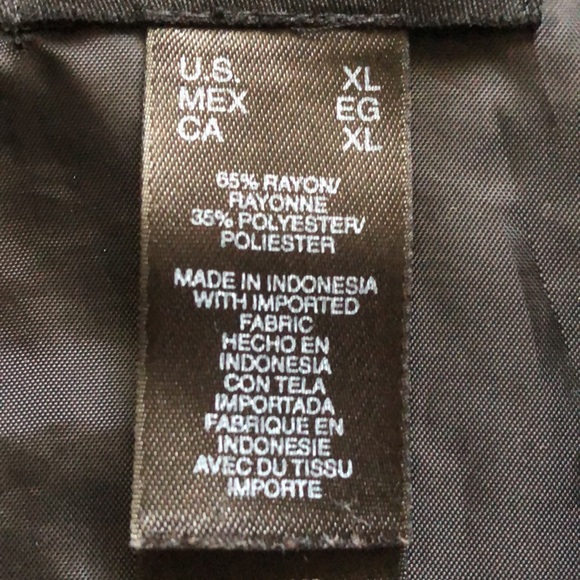 U.S. XL
MEX EG
CA XL
65% RAYON/
RAYONNE
35% POLYESTER/
POLIESTER
MADE IN INDONESIA
WITH IMPORTED
FABRIC
HECHO EN
INDONESIA
CON TELA
IMPORTADA
FABRIQUE EN
INDONESIE
AVEC DU TISSU
IMPORTE